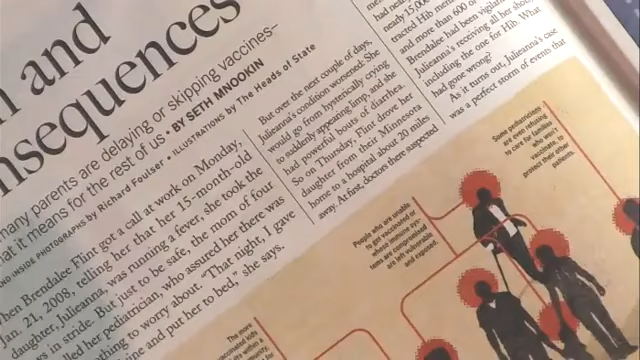 and
nsequences
many parents are delaying or skipping vaccines—
at it means for the rest of us • BY SETH MNOOKIN
AND INSIDE PHOTOGRAPHS by Richard Foulser • ILLUSTRATIONS by The Heads of State
hen Brendalee Flint got a call at work on Monday,
Jan. 21, 2008, telling her that her 15-month-old
daughter, Julieanna, was running a fever, she took the
rs in stride. But just to be safe, the mom of four
lled her pediatrician, who assured her there was
thing to worry about. "That night, I gave
ine and put her to bed," she says.
But over the next couple of days,
Julieanna's condition worsened: She
would go from hysterically crying
to suddenly appearing limp, and she
had powerful bouts of diarrhea.
So on Thursday, Flint drove her
daughter from their Minnesota
home to a hospital about 20 miles
away. At first, doctors there suspected
had nea
nearly 15,00
tracted Hib men
and more than 600 o
Brendalee had been vigilan
Julieanna's receiving all her shots
including the one for Hib. What
had gone wrong?
As it turns out, Julieanna's case
was a perfect storm of events that
Some pediatricians
are even refusing
to care for families
who won't
vaccinate, to
protect their other
patients.
People who are unable
to get vaccinated or
whose immune sys-
tems are compromised
are left vulnerable
and exposed.
The more